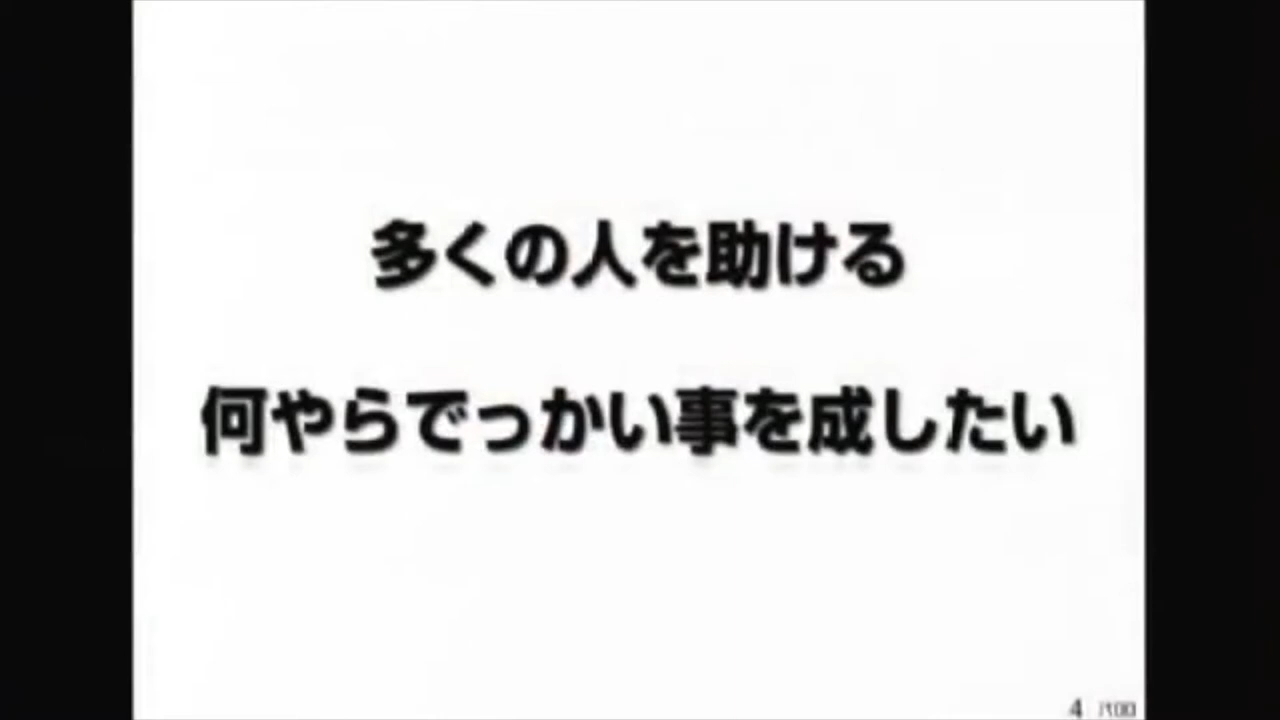 多くの人を助ける
何やらでっかい事を成したい
4